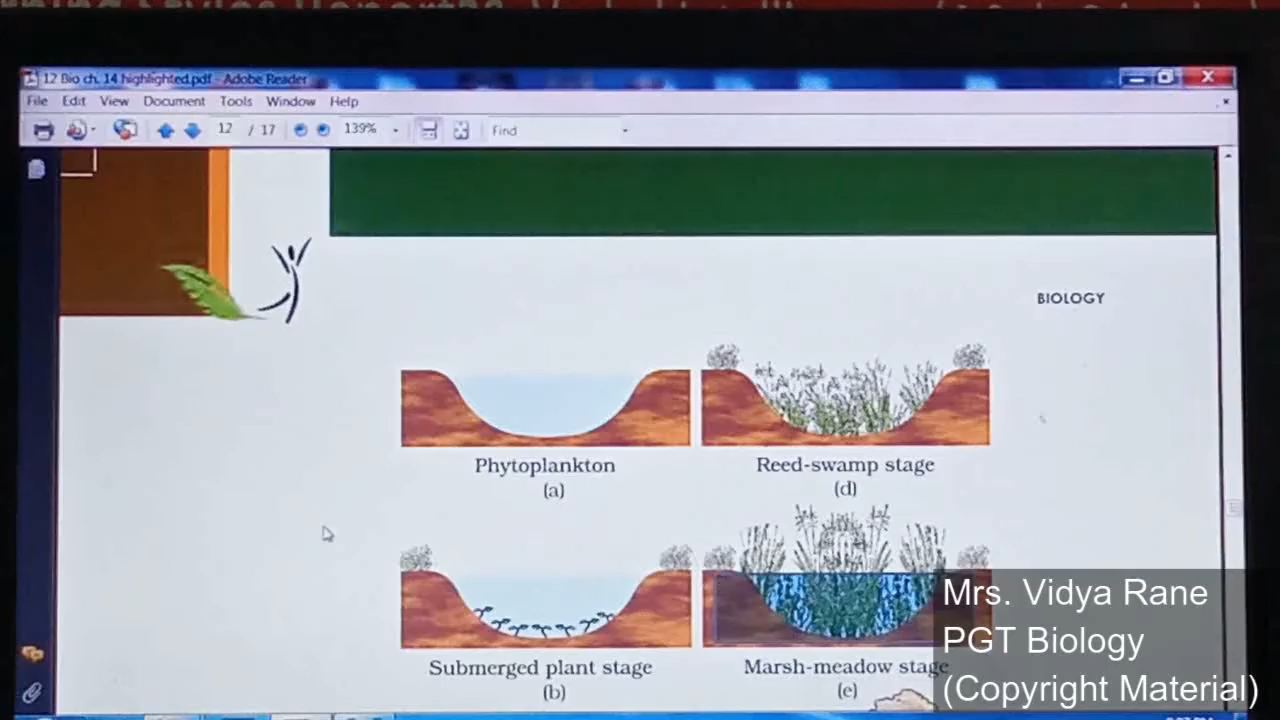 12 Bio ch. 14 highlighted.pdf - Adobe Reader
File Edit View Document Tools Window Help
12 / 17 139% Find
BIOLOGY
Phytoplankton
(a)
Reed-swamp stage
(d)
Submerged plant stage
(b)
Marsh-meadow stage
(e)
Mrs. Vidya Rane
PGT Biology
(Copyright Material)